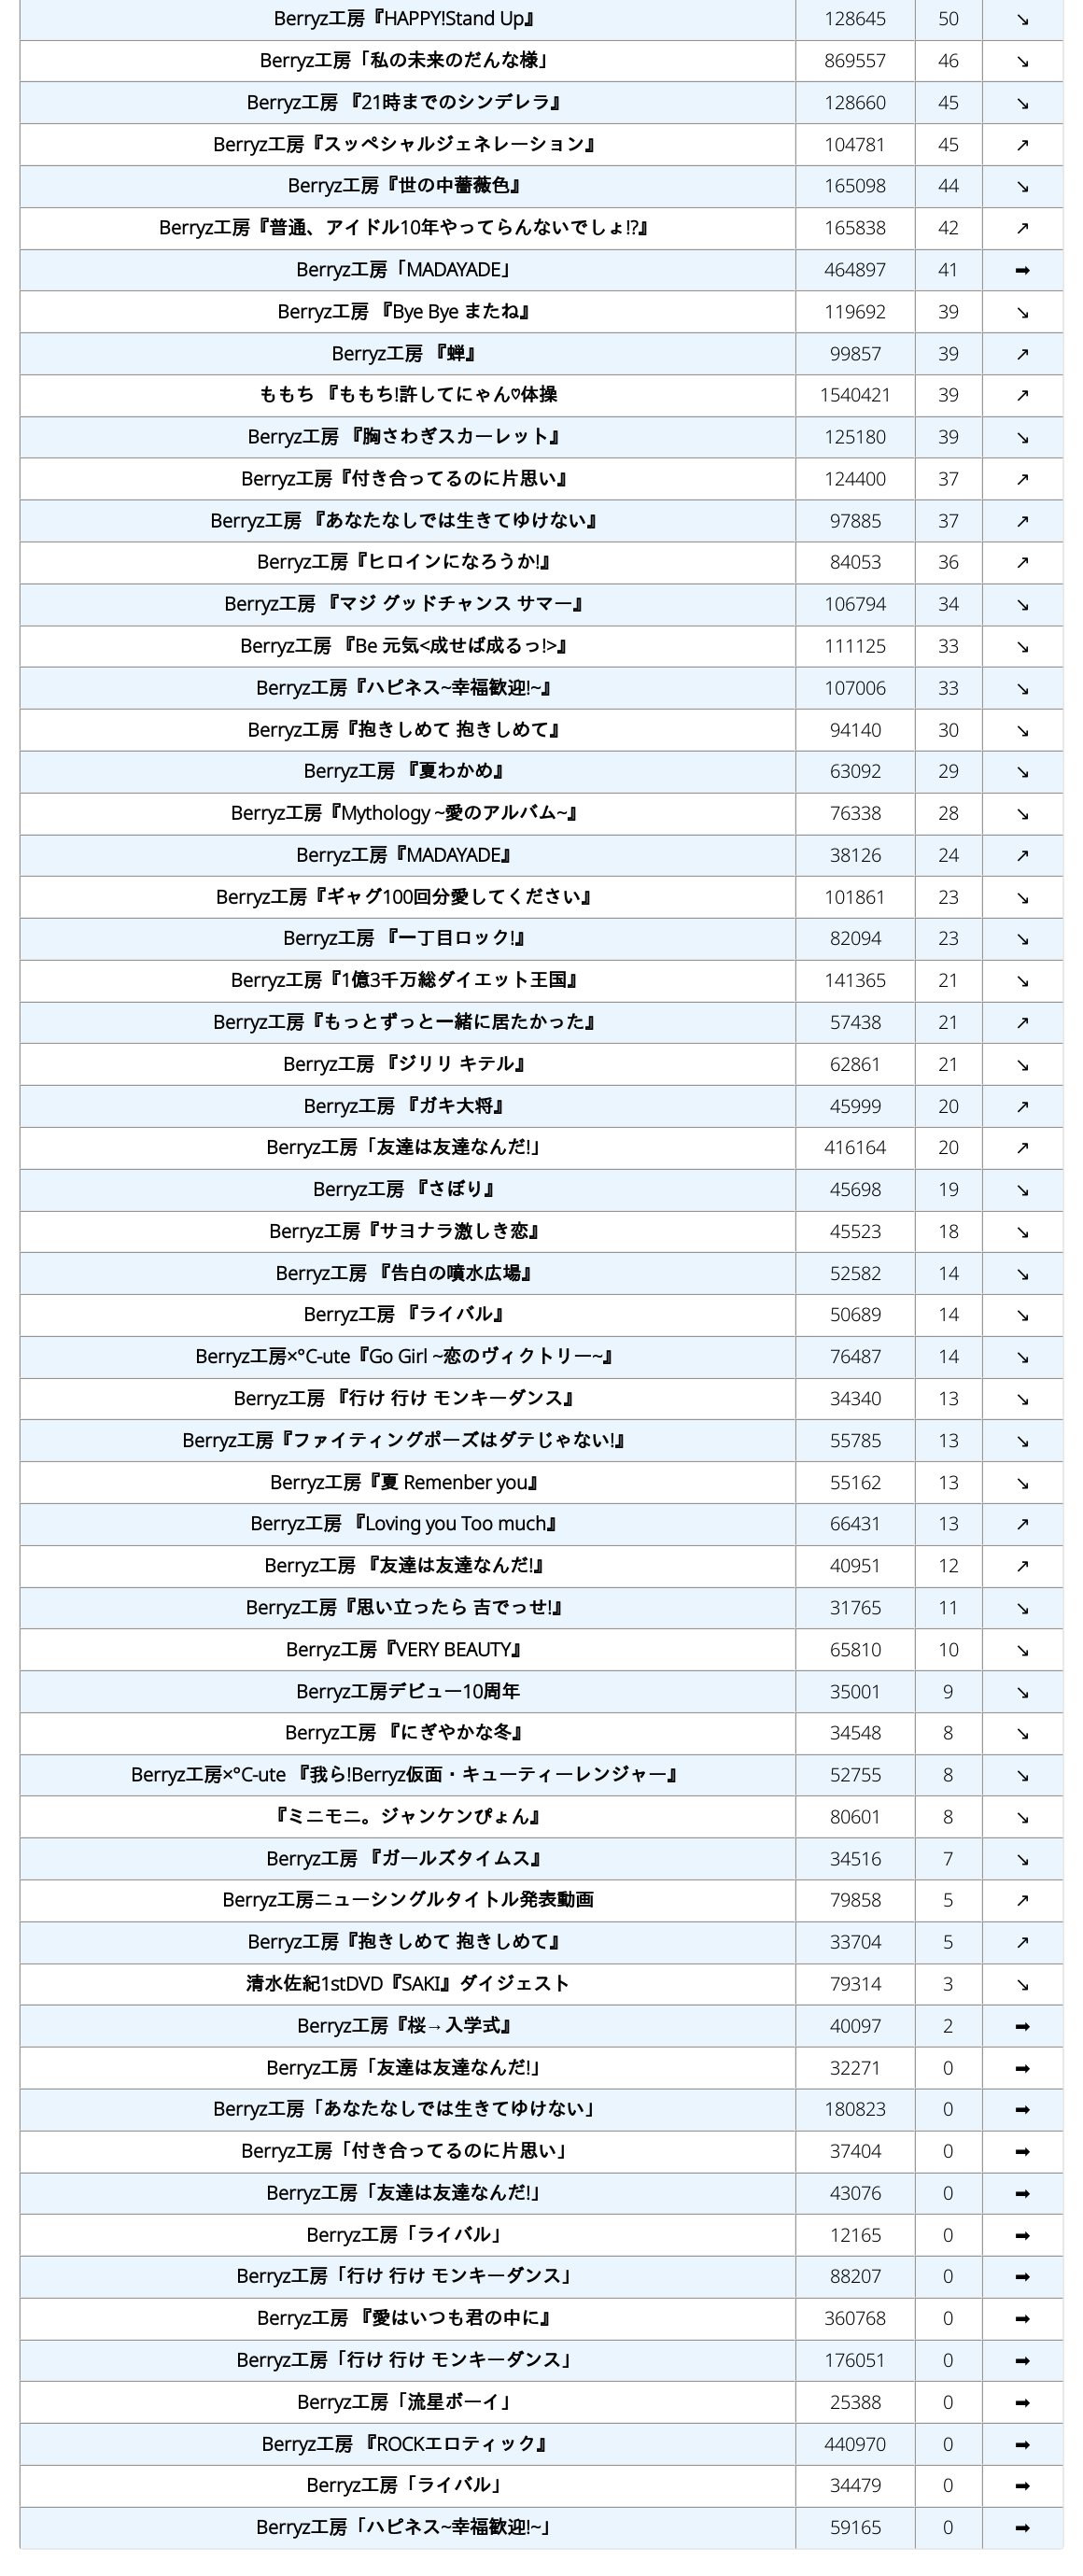 Berryz工房『HAPPY!Stand Up』 128645 50 ↘
Berryz工房「私の未来のだんな様」 869557 46 ↘
Berryz工房 『21時までのシンデレラ』 128660 45 ↘
Berryz工房『スッペシャルジェネレーション』 104781 45 ↗
Berryz工房『世の中薔薇色』 165098 44 ↘
Berryz工房『普通、アイドル10年やってらんないでしょ!?』 165838 42 ↗
Berryz工房「MADAYADE」 464897 41 ➡
Berryz工房 『Bye Bye またね』 119692 39 ↘
Berryz工房 『蝉』 99857 39 ↗
ももち 『ももち!許してにゃん♡体操 1540421 39 ↗
Berryz工房 『胸さわぎスカーレット』 125180 39 ↘
Berryz工房『付き合ってるのに片思い』 124400 37 ↗
Berryz工房 『あなたなしでは生きてゆけない』 97885 37 ↗
Berryz工房『ヒロインになろうか!』 84053 36 ↗
Berryz工房 『マジ グッドチャンス サマー』 106794 34 ↘
Berryz工房 『Be 元気<成せば成るっ!>』 111125 33 ↘
Berryz工房『ハピネス~幸福歓迎!~』 107006 33 ↘
Berryz工房『抱きしめて 抱きしめて』 94140 30 ↘
Berryz工房 『夏わかめ』 63092 29 ↘
Berryz工房『Mythology ~愛のアルバム~』 76338 28 ↘
Berryz工房『MADAYADE』 38126 24 ↗
Berryz工房『ギャグ100回分愛してください』 101861 23 ↘
Berryz工房 『一丁目ロック!』 82094 23 ↘
Berryz工房『1億3千万総ダイエット王国』 141365 21 ↘
Berryz工房『もっとずっと一緒に居たかった』 57438 21 ↗
Berryz工房 『ジリリ キテル』 62861 21 ↘
Berryz工房 『ガキ大将』 45999 20 ↗
Berryz工房「友達は友達なんだ!」 416164 20 ↗
Berryz工房 『さぼり』 45698 19 ↘
Berryz工房『サヨナラ激しき恋』 45523 18 ↘
Berryz工房 『告白の噴水広場』 52582 14 ↘
Berryz工房 『ライバル』 50689 14 ↘
Berryz工房×°C-ute『Go Girl ~恋のヴィクトリー~』 76487 14 ↘
Berryz工房 『行け 行け モンキーダンス』 34340 13 ↘
Berryz工房『ファイティングポーズはダテじゃない!』 55785 13 ↘
Berryz工房『夏 Remenber you』 55162 13 ↘
Berryz工房 『Loving you Too much』 66431 13 ↗
Berryz工房 『友達は友達なんだ!』 40951 12 ↗
Berryz工房『思い立ったら 吉でっせ!』 31765 11 ↘
Berryz工房『VERY BEAUTY』 65810 10 ↘
Berryz工房デビュー10周年 35001 9 ↘
Berryz工房 『にぎやかな冬』 34548 8 ↘
Berryz工房×°C-ute 『我ら!Berryz仮面・キューティーレンジャー』 52755 8 ↘
『ミニモニ。ジャンケンぴょん』 80601 8 ↘
Berryz工房 『ガールズタイムス』 34516 7 ↘
Berryz工房ニューシングルタイトル発表動画 79858 5 ↗
Berryz工房『抱きしめて 抱きしめて』 33704 5 ↗
清水佐紀1stDVD『SAKI』ダイジェスト 79314 3 ↘
Berryz工房『桜→入学式』 40097 2 ➡
Berryz工房「友達は友達なんだ!」 32271 0 ➡
Berryz工房「あなたなしでは生きてゆけない」 180823 0 ➡
Berryz工房「付き合ってるのに片思い」 37404 0 ➡
Berryz工房「友達は友達なんだ!」 43076 0 ➡
Berryz工房「ライバル」 12165 0 ➡
Berryz工房「行け 行け モンキーダンス」 88207 0 ➡
Berryz工房 『愛はいつも君の中に』 360768 0 ➡
Berryz工房「行け 行け モンキーダンス」 176051 0 ➡
Berryz工房「流星ボーイ」 25388 0 ➡
Berryz工房 『ROCKエロティック』 440970 0 ➡
Berryz工房「ライバル」 34479 0 ➡
Berryz工房「ハピネス~幸福歓迎!~」 59165 0 ➡